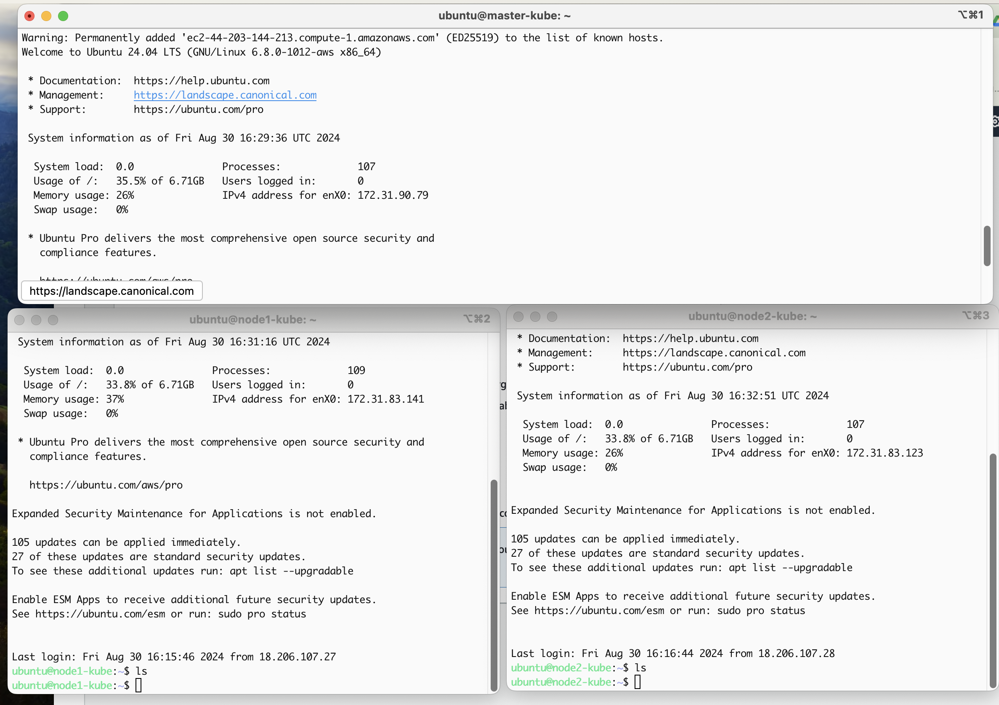 ubuntu@master-kube: ~
⌥⌘1
Warning: Permanently added 'ec2-44-203-144-213.compute-1.amazonaws.com' (ED25519) to the list of known hosts.
Welcome to Ubuntu 24.04 LTS (GNU/Linux 6.8.0-1012-aws x86_64)
* Documentation:  https://help.ubuntu.com
* Management:     https://landscape.canonical.com
* Support:        https://ubuntu.com/pro
System information as of Fri Aug 30 16:29:36 UTC 2024
System load:  0.0               Processes:             107
Usage of /:   35.5% of 6.71GB   Users logged in:       0
Memory usage: 26%               IPv4 address for enX0: 172.31.90.79
Swap usage:   0%
* Ubuntu Pro delivers the most comprehensive open source security and
compliance features.
https://ubuntu.com/aws/pro
https://landscape.canonical.com
ubuntu@node1-kube: ~
⌥⌘2
System information as of Fri Aug 30 16:31:16 UTC 2024
System load:  0.0               Processes:             109
Usage of /:   33.8% of 6.71GB   Users logged in:       0
Memory usage: 37%               IPv4 address for enX0: 172.31.83.141
Swap usage:   0%
* Ubuntu Pro delivers the most comprehensive open source security and
compliance features.
https://ubuntu.com/aws/pro
Expanded Security Maintenance for Applications is not enabled.
105 updates can be applied immediately.
27 of these updates are standard security updates.
To see these additional updates run: apt list --upgradable
Enable ESM Apps to receive additional future security updates.
See https://ubuntu.com/esm or run: sudo pro status
Last login: Fri Aug 30 16:15:46 2024 from 18.206.107.27
ubuntu@node1-kube:~$ ls
ubuntu@node1-kube:~$
ubuntu@node2-kube: ~
⌥⌘3
* Documentation:  https://help.ubuntu.com
* Management:     https://landscape.canonical.com
* Support:        https://ubuntu.com/pro
System information as of Fri Aug 30 16:32:51 UTC 2024
System load:  0.0               Processes:             107
Usage of /:   33.8% of 6.71GB   Users logged in:       0
Memory usage: 26%               IPv4 address for enX0: 172.31.83.123
Swap usage:   0%
Expanded Security Maintenance for Applications is not enabled.
105 updates can be applied immediately.
27 of these updates are standard security updates.
To see these additional updates run: apt list --upgradable
Enable ESM Apps to receive additional future security updates.
See https://ubuntu.com/esm or run: sudo pro status
Last login: Fri Aug 30 16:16:44 2024 from 18.206.107.28
ubuntu@node2-kube:~$ ls
ubuntu@node2-kube:~$